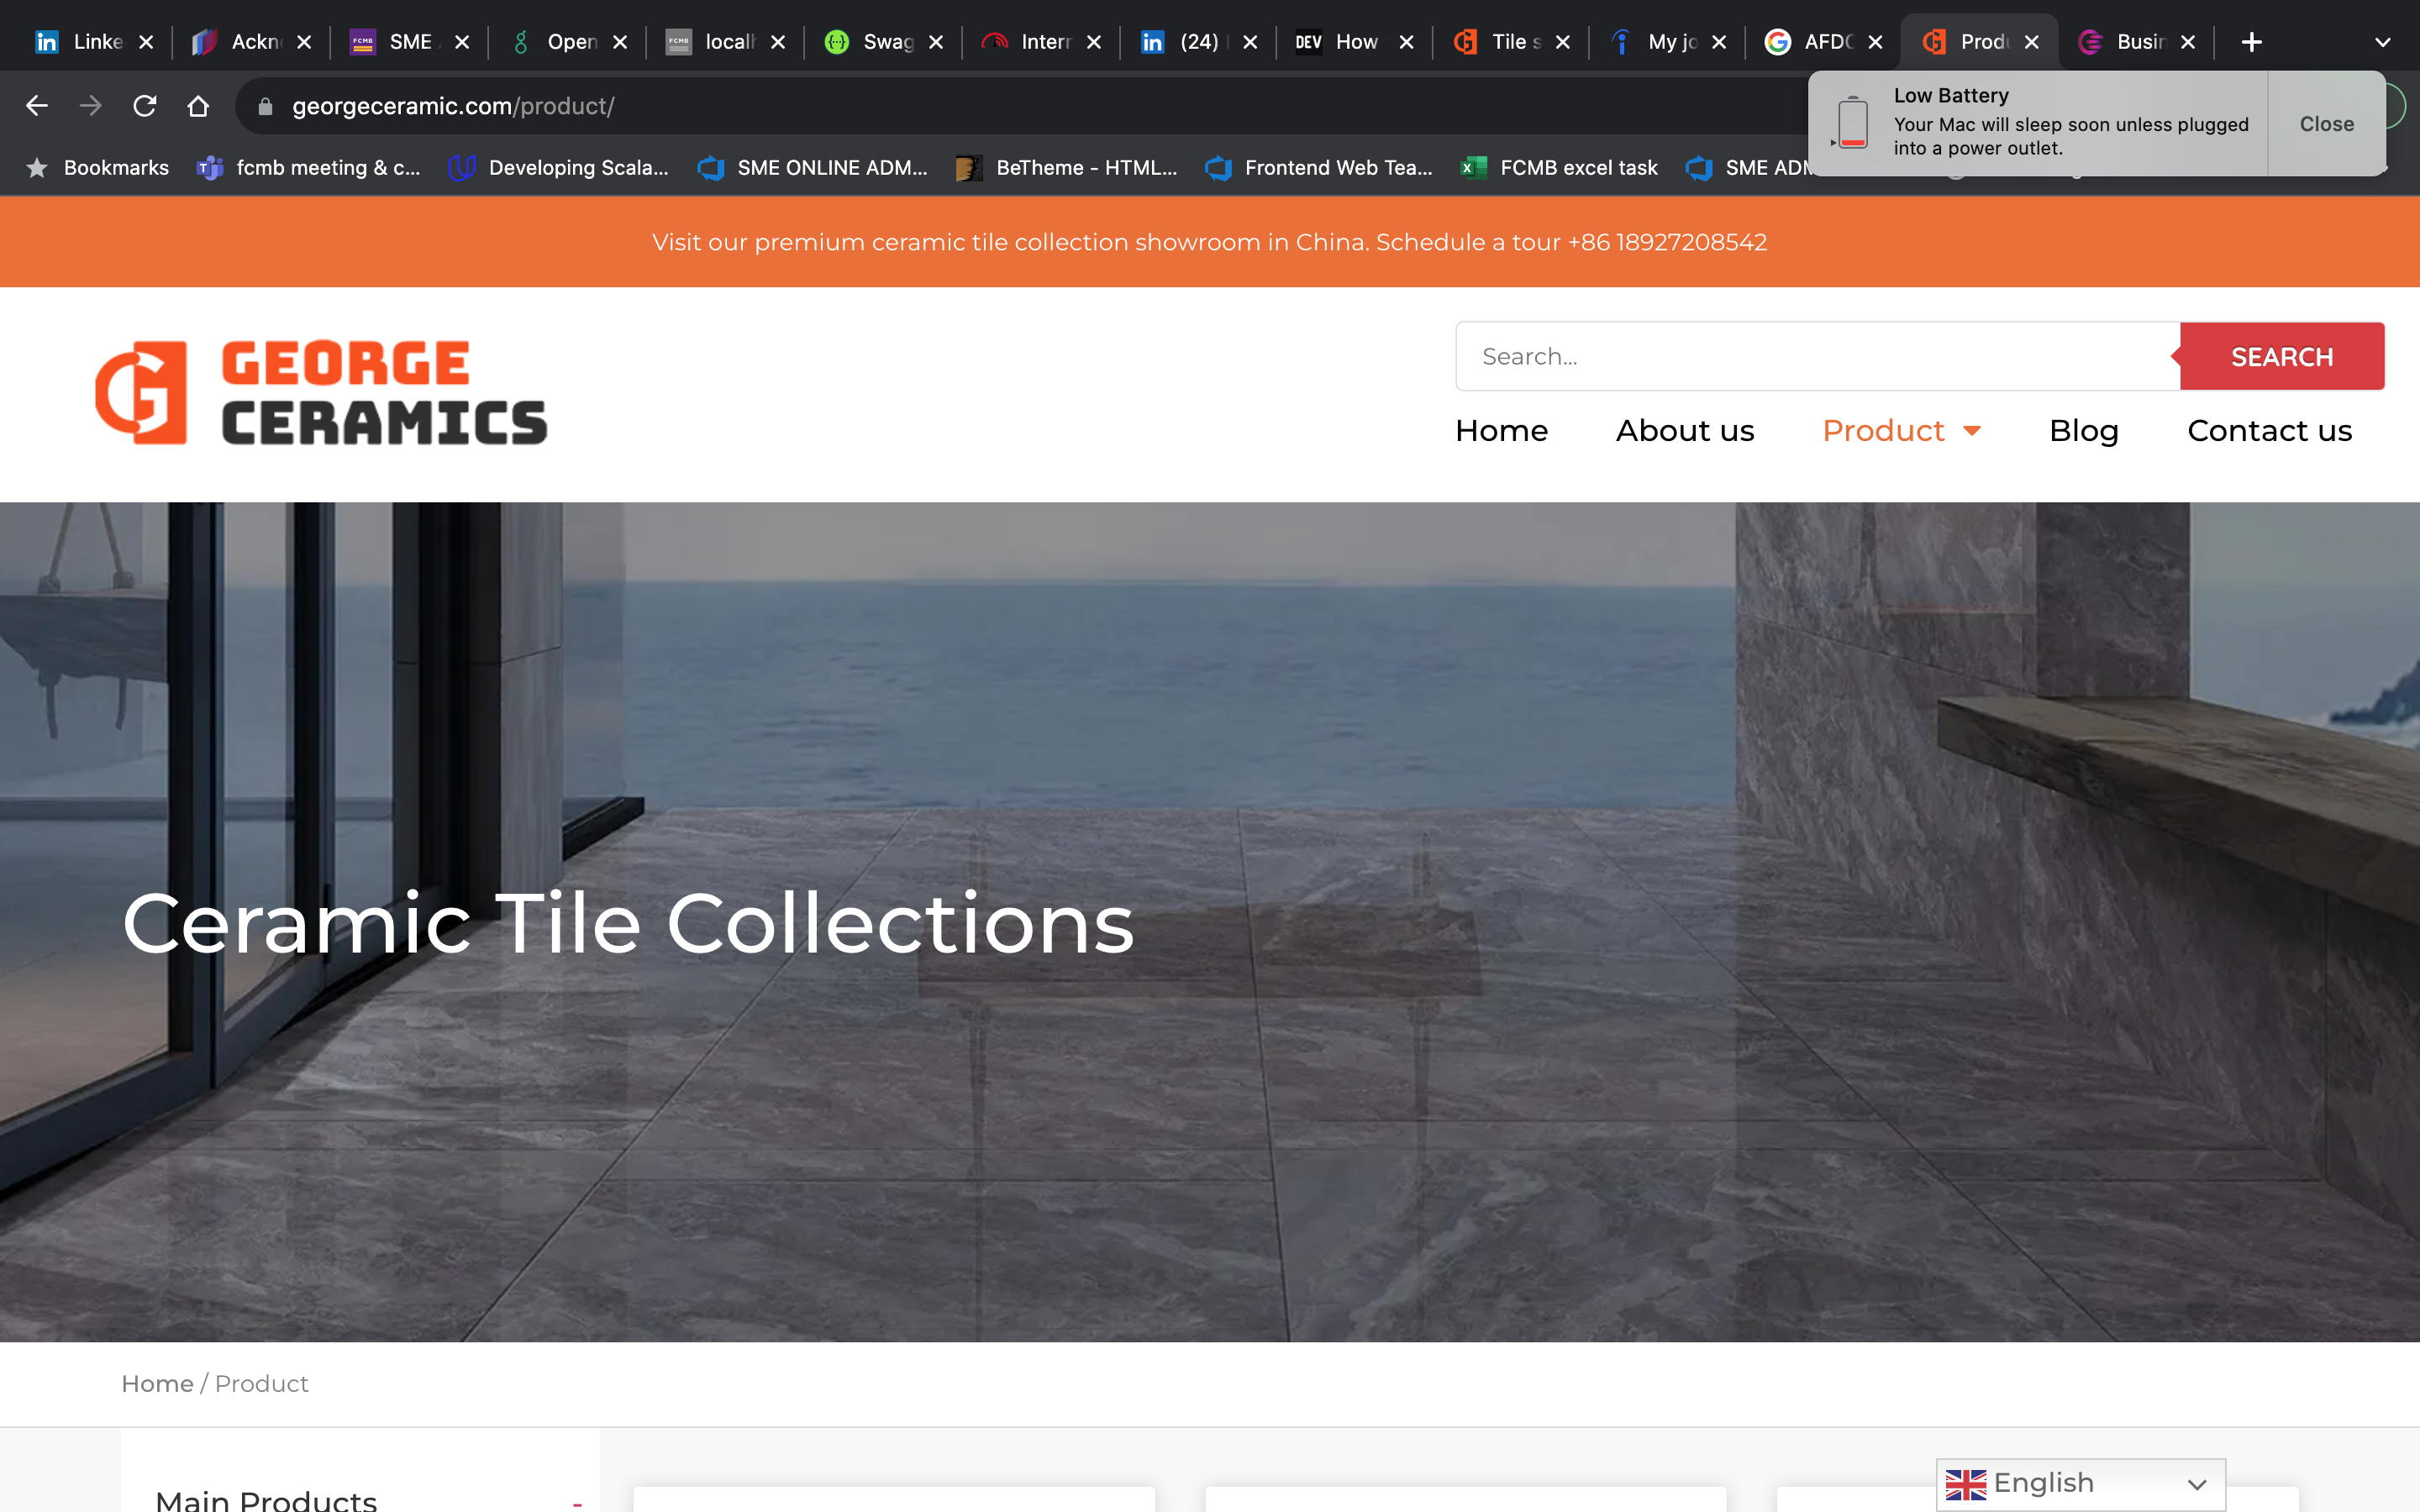 Linke
Ackn
SME
Open
local
Swag
Intern
(24)
DEV How
Tile s
My jo
AFDC
Produ
Busin
georgeceramic.com/product/
Low Battery
Your Mac will sleep soon unless plugged
into a power outlet.
Close
Bookmarks
fcmb meeting & c...
Developing Scala...
SME ONLINE ADM...
BeTheme - HTML...
Frontend Web Tea...
FCMB excel task
SME ADM
Visit our premium ceramic tile collection showroom in China. Schedule a tour +86 18927208542
GEORGE
CERAMICS
Search...
SEARCH
Home
About us
Product
Blog
Contact us
Ceramic Tile Collections
Home / Product
Main Products
-
English